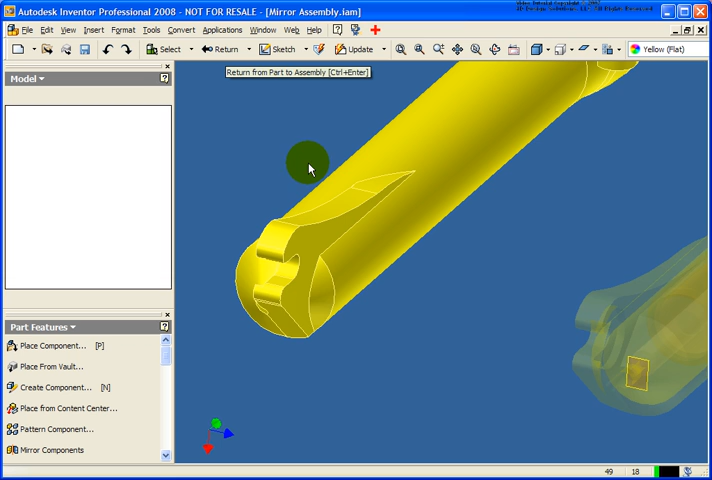 Autodesk Inventor Professional 2008 - NOT FOR RESALE - [Mirror Assembly.iam]
File Edit View Insert Format Tools Convert Applications Window Web Help
Select Return Sketch Update Yellow (Flat)
Return from Part to Assembly [Ctrl+Enter]
Model
Part Features
Place Component... [P]
Place From Vault...
Create Component... [N]
Place from Content Center...
Pattern Component...
Mirror Components
49 18